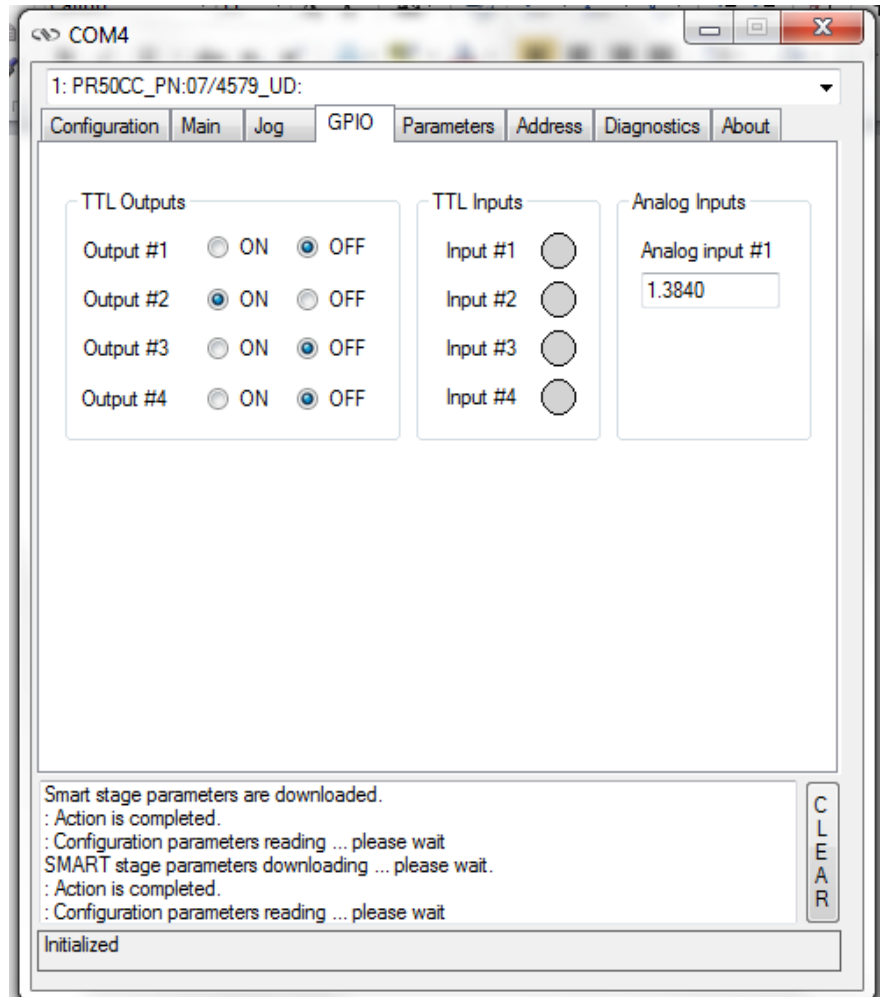 COM4
1: PR50CC_PN:07/4579_UD:
Configuration Main Jog GPIO Parameters Address Diagnostics About
TTL Outputs
Output #1 ON OFF
Output #2 ON OFF
Output #3 ON OFF
Output #4 ON OFF
TTL Inputs
Input #1
Input #2
Input #3
Input #4
Analog Inputs
Analog input #1
1.3840
Smart stage parameters are downloaded.
: Action is completed.
: Configuration parameters reading ... please wait
SMART stage parameters downloading ... please wait.
: Action is completed.
: Configuration parameters reading ... please wait
CLEAR
Initialized